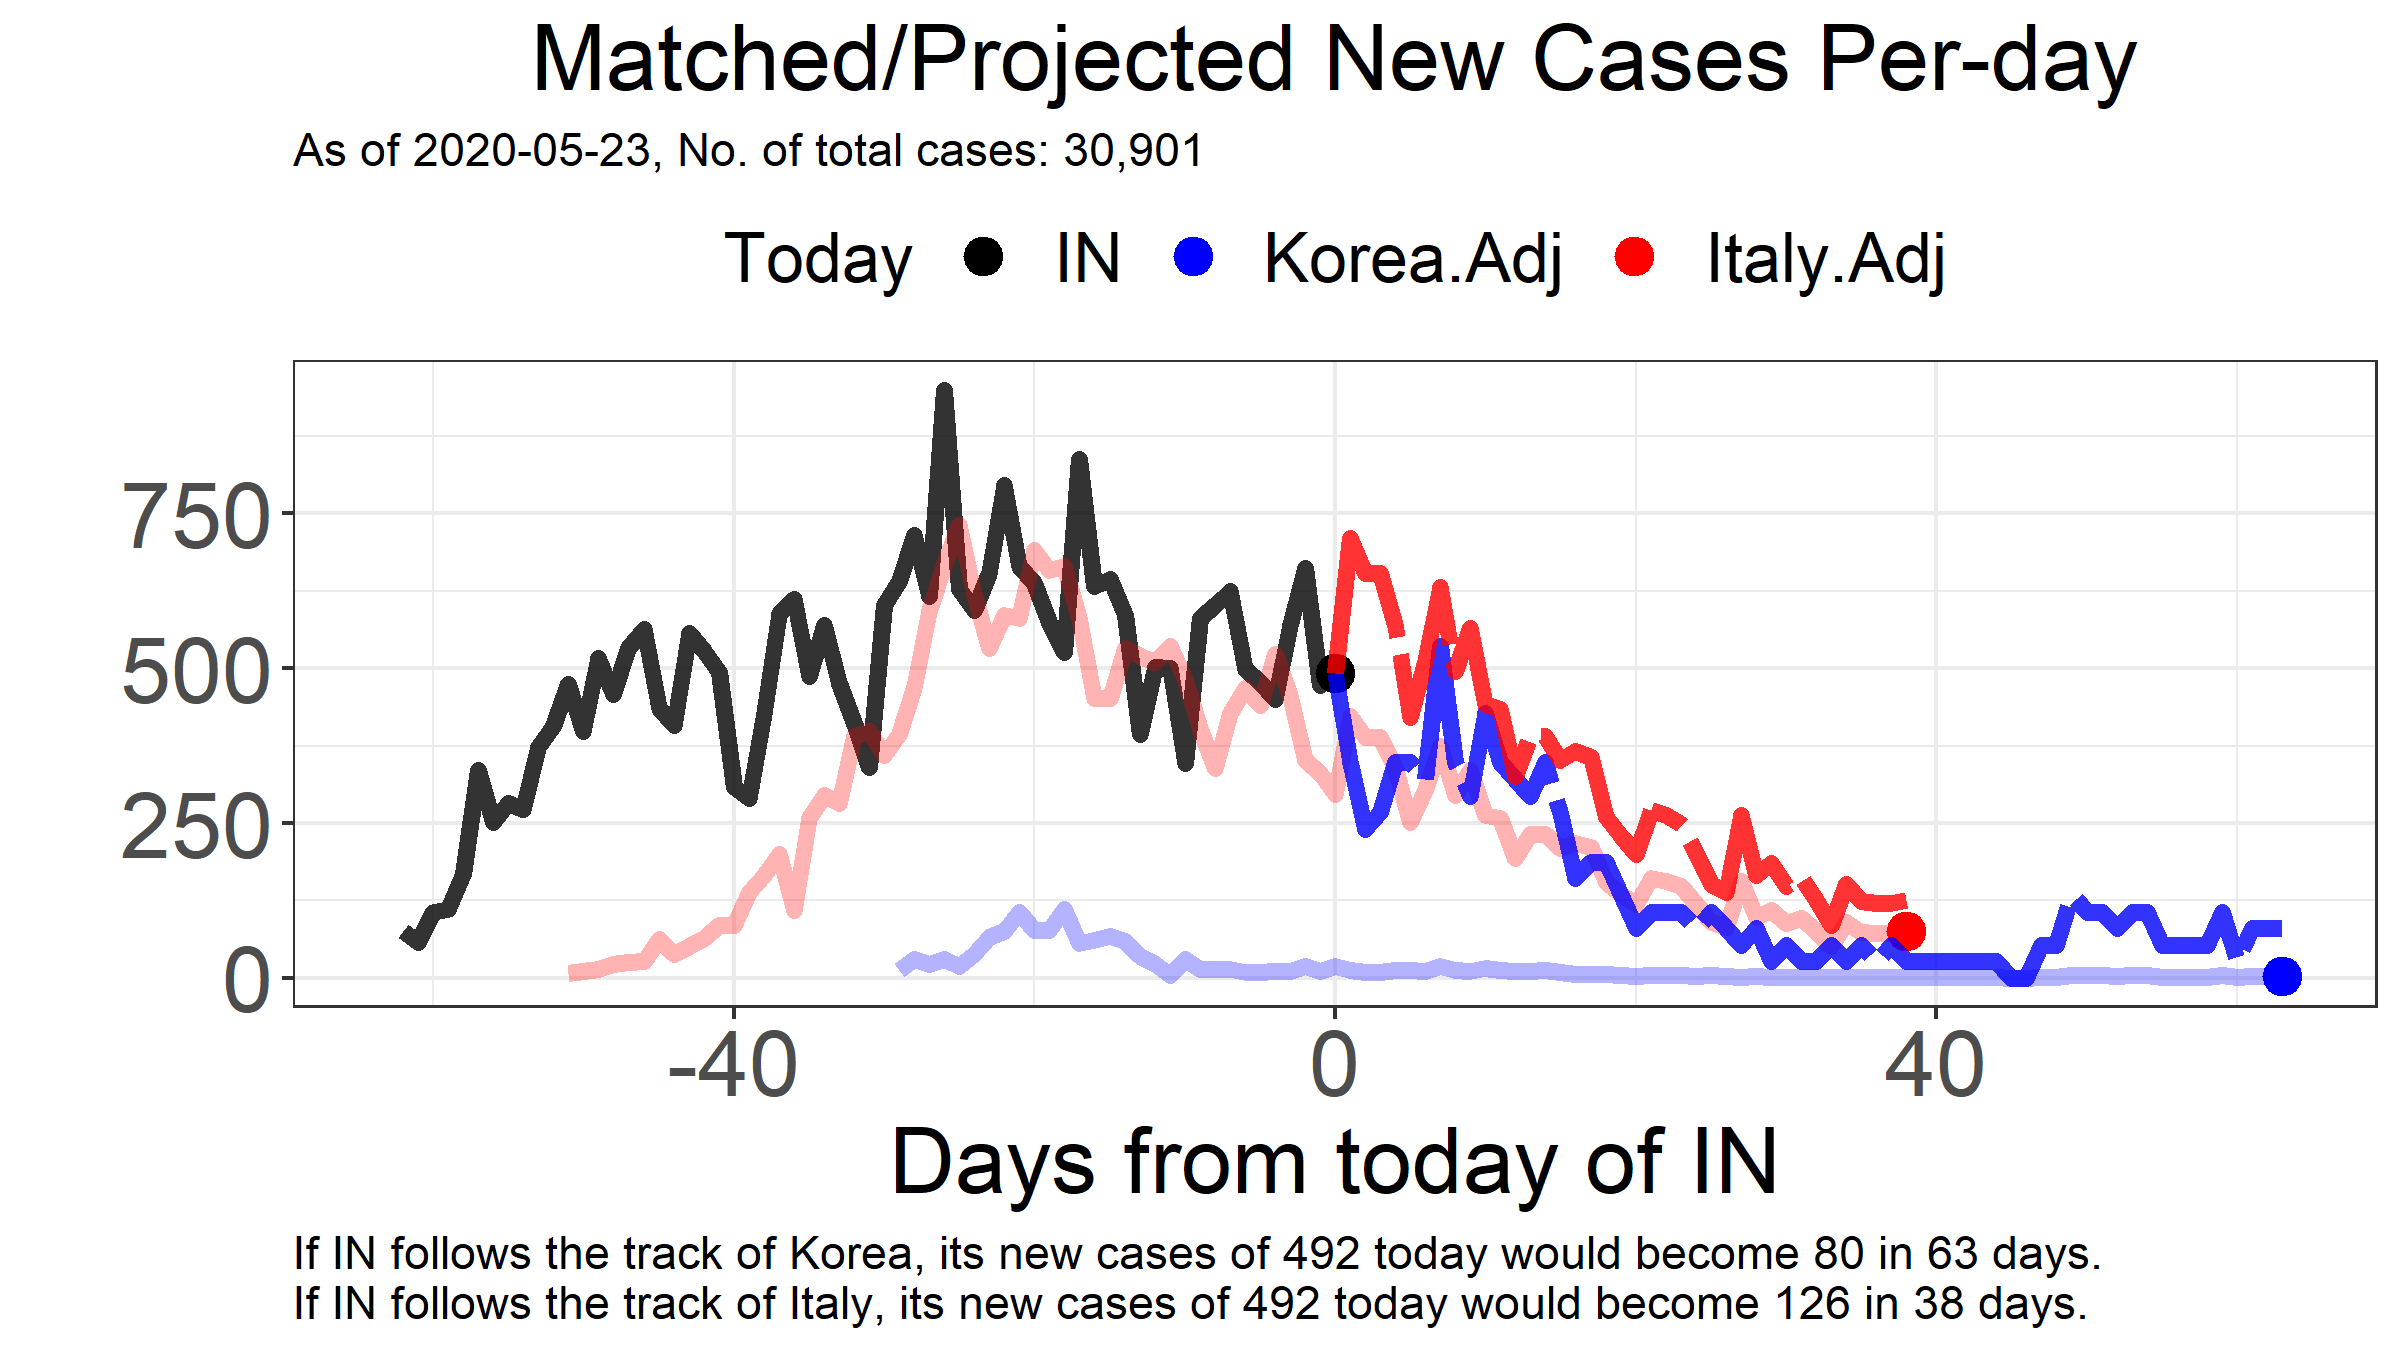 Matched/Projected New Cases Per-day
As of 2020-05-23, No. of total cases: 30,901
Today IN Korea.Adj Italy.Adj
750
500
250
0
-40 0 40
Days from today of IN
If IN follows the track of Korea, its new cases of 492 today would become 80 in 63 days.
If IN follows the track of Italy, its new cases of 492 today would become 126 in 38 days.